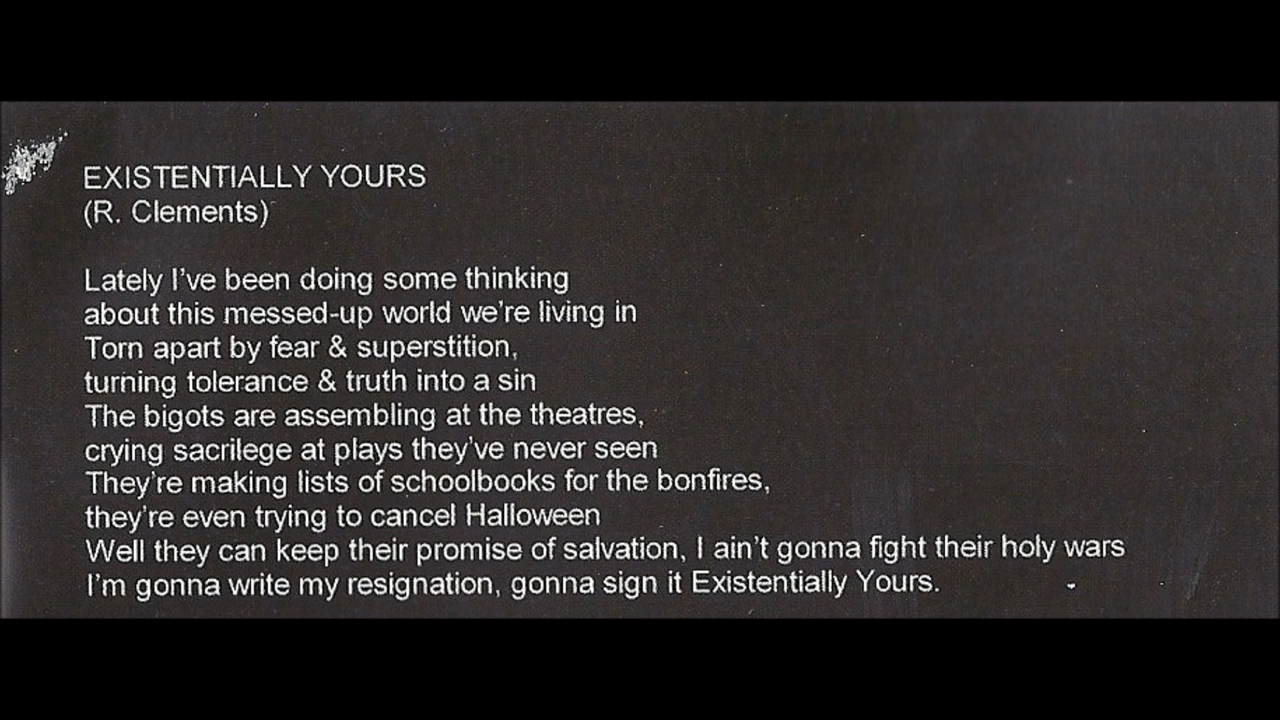 EXISTENTIALLY YOURS
(R. Clements)
Lately I've been doing some thinking
about this messed-up world we're living in
Torn apart by fear & superstition,
turning tolerance & truth into a sin
The bigots are assembling at the theatres,
crying sacrilege at plays they've never seen
They're making lists of schoolbooks for the bonfires,
they're even trying to cancel Halloween
Well they can keep their promise of salvation, I ain't gonna fight their holy wars
I'm gonna write my resignation, gonna sign it Existentially Yours.